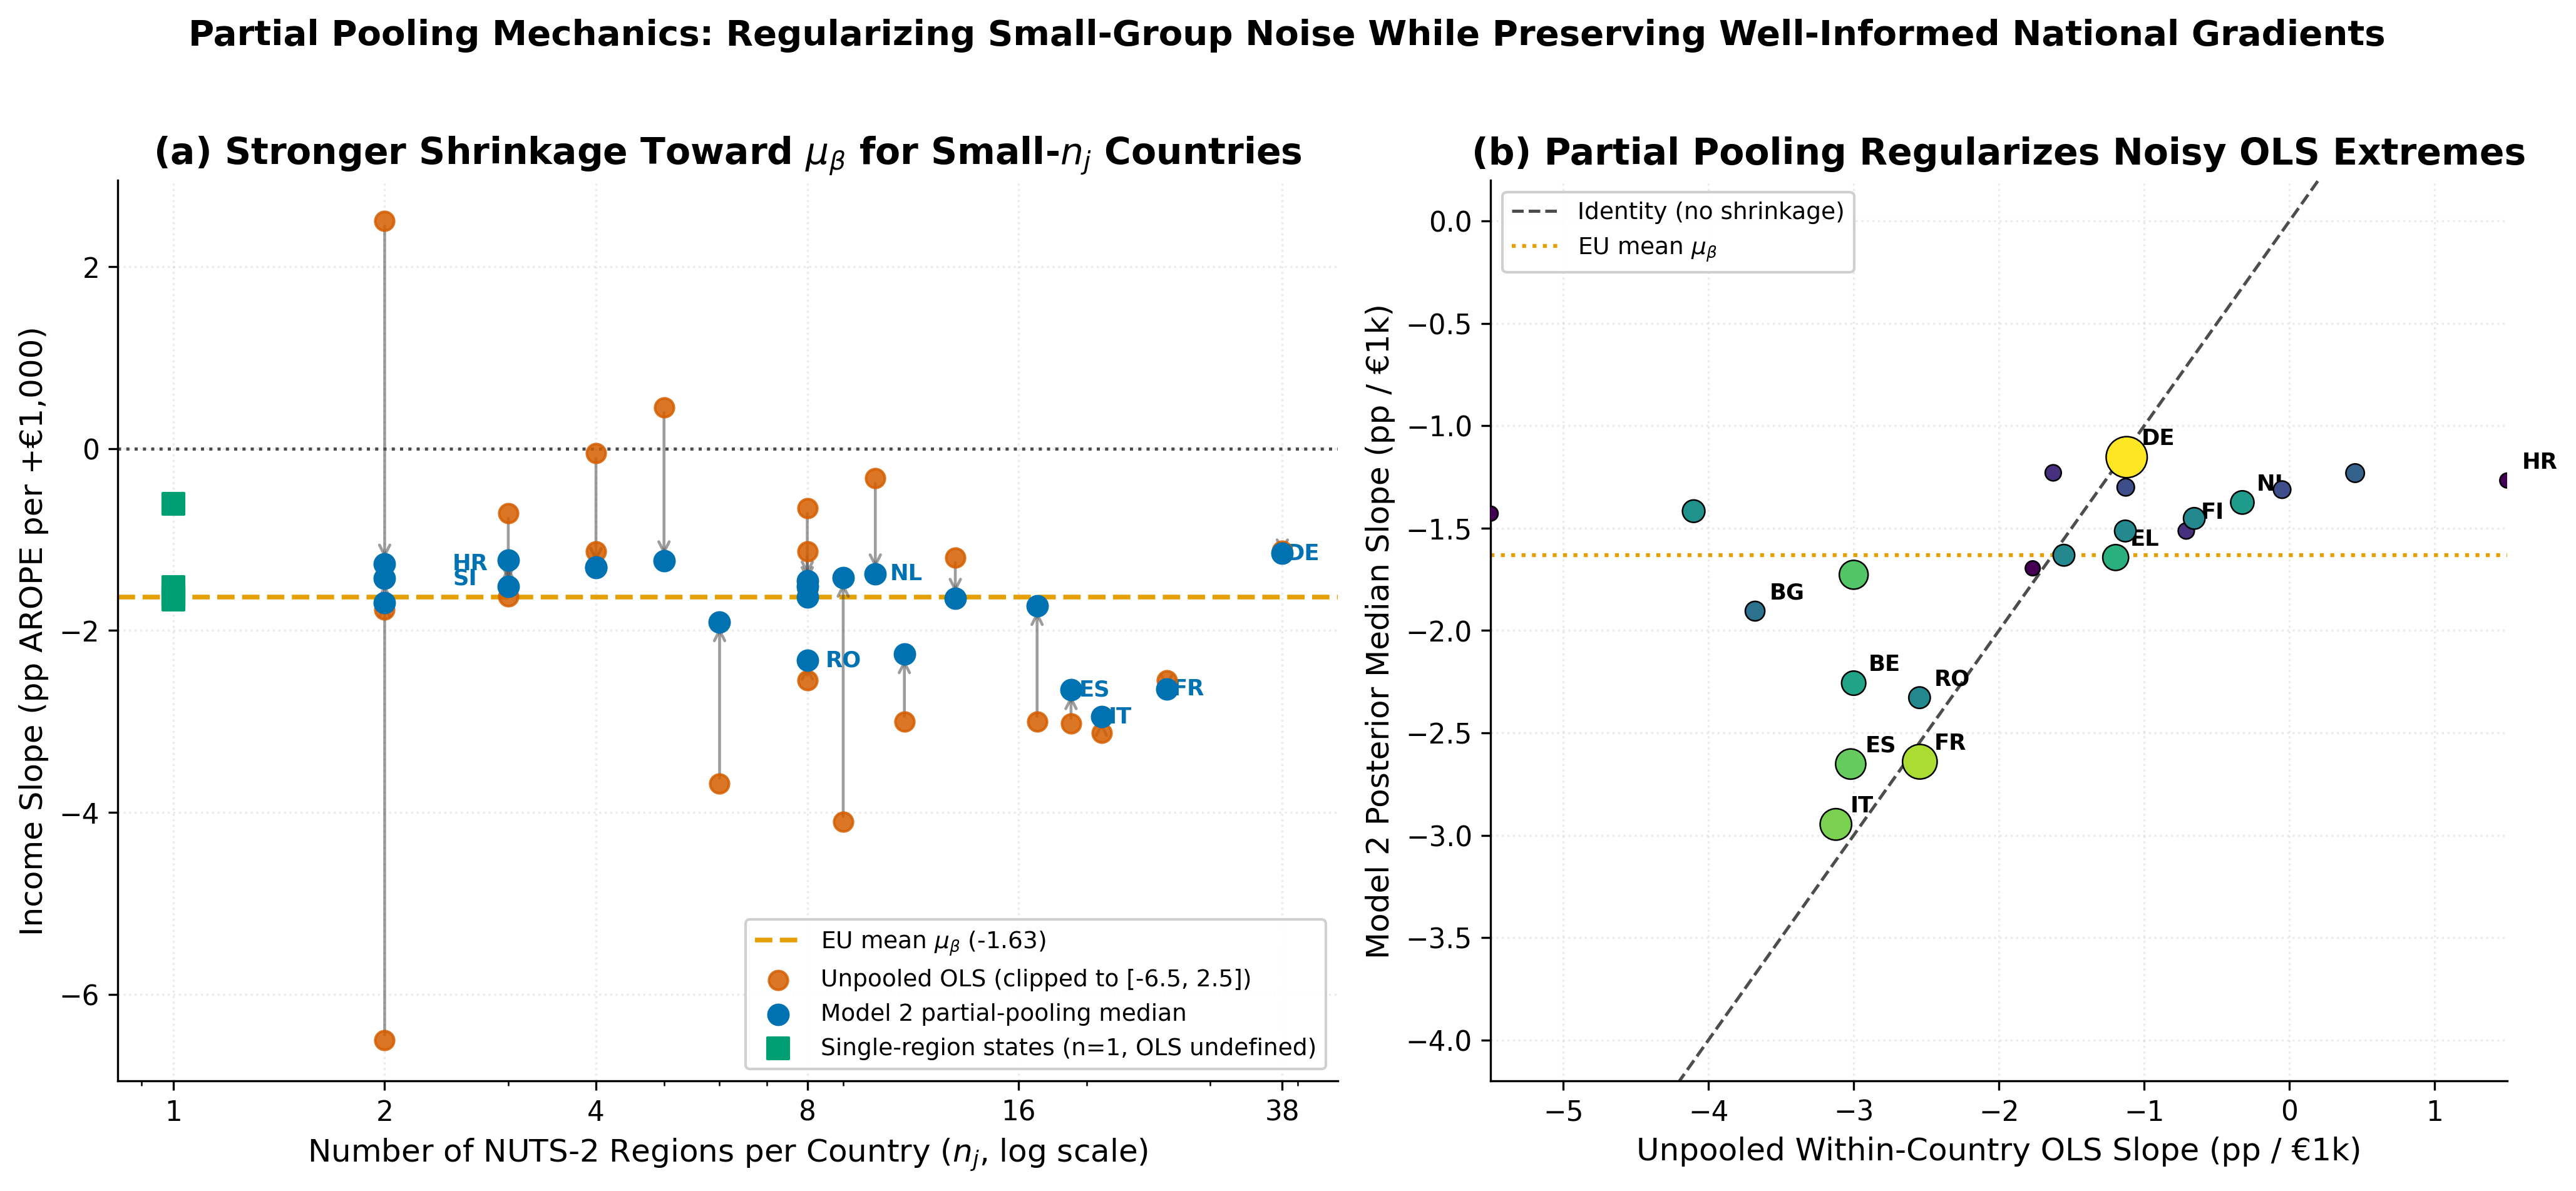 Partial Pooling Mechanics: Regularizing Small-Group Noise While Preserving Well-Informed National Gradients
(a) Stronger Shrinkage Toward μβ for Small-nj Countries
Income Slope (pp AROPE per +€1,000)
2
0
−2
−4
−6
HR
SI
NL
RO
ES
IT
FR
DE
EU mean μβ (-1.63)
Unpooled OLS (clipped to [-6.5, 2.5])
Model 2 partial-pooling median
Single-region states (n=1, OLS undefined)
1
2
4
8
16
38
Number of NUTS-2 Regions per Country (nj, log scale)
(b) Partial Pooling Regularizes Noisy OLS Extremes
Model 2 Posterior Median Slope (pp / €1k)
Identity (no shrinkage)
EU mean μβ
0.0
−0.5
−1.0
−1.5
−2.0
−2.5
−3.0
−3.5
−4.0
DE
HR
NL
FI
EL
BG
BE
RO
ES
FR
IT
−5
−4
−3
−2
−1
0
1
Unpooled Within-Country OLS Slope (pp / €1k)